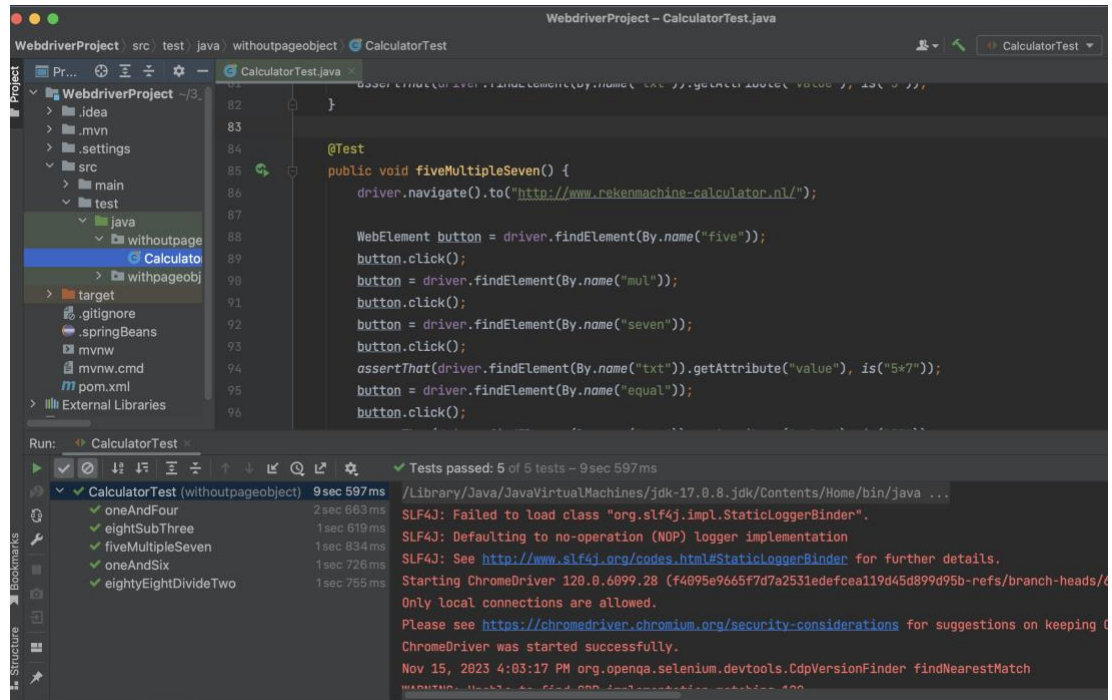 WebdriverProject – CalculatorTest.java
WebdriverProject src test java withoutpageobject CalculatorTest
CalculatorTest
Project
Pr...
CalculatorTest.java
WebdriverProject ~/3_
.idea
.mvn
.settings
src
main
test
java
withoutpage
Calculato
withpageobj
target
.gitignore
.springBeans
mvnw
mvnw.cmd
pom.xml
External Libraries
82 }
83
84 @Test
85 public void fiveMultipleSeven() {
86 driver.navigate().to("http://www.rekenmachine-calculator.nl/");
87
88 WebElement button = driver.findElement(By.name("five"));
89 button.click();
90 button = driver.findElement(By.name("mul"));
91 button.click();
92 button = driver.findElement(By.name("seven"));
93 button.click();
94 assertThat(driver.findElement(By.name("txt")).getAttribute("value"), is("5*7"));
95 button = driver.findElement(By.name("equal"));
96 button.click();
Run: CalculatorTest
Tests passed: 5 of 5 tests – 9 sec 597 ms
CalculatorTest (withoutpageobject) 9 sec 597 ms
oneAndFour 2 sec 663 ms
eightSubThree 1 sec 619 ms
fiveMultipleSeven 1 sec 834 ms
oneAndSix 1 sec 726 ms
eightyEightDivideTwo 1 sec 755 ms
/Library/Java/JavaVirtualMachines/jdk-17.0.8.jdk/Contents/Home/bin/java ...
SLF4J: Failed to load class "org.slf4j.impl.StaticLoggerBinder".
SLF4J: Defaulting to no-operation (NOP) logger implementation
SLF4J: See http://www.slf4j.org/codes.html#StaticLoggerBinder for further details.
Starting ChromeDriver 120.0.6099.28 (f4095e9665f7d7a2531edefcea119d45d899d95b-refs/branch-heads/6
Only local connections are allowed.
Please see https://chromedriver.chromium.org/security-considerations for suggestions on keeping C
ChromeDriver was started successfully.
Nov 15, 2023 4:03:17 PM org.openqa.selenium.devtools.CdpVersionFinder findNearestMatch
Bookmarks
Structure